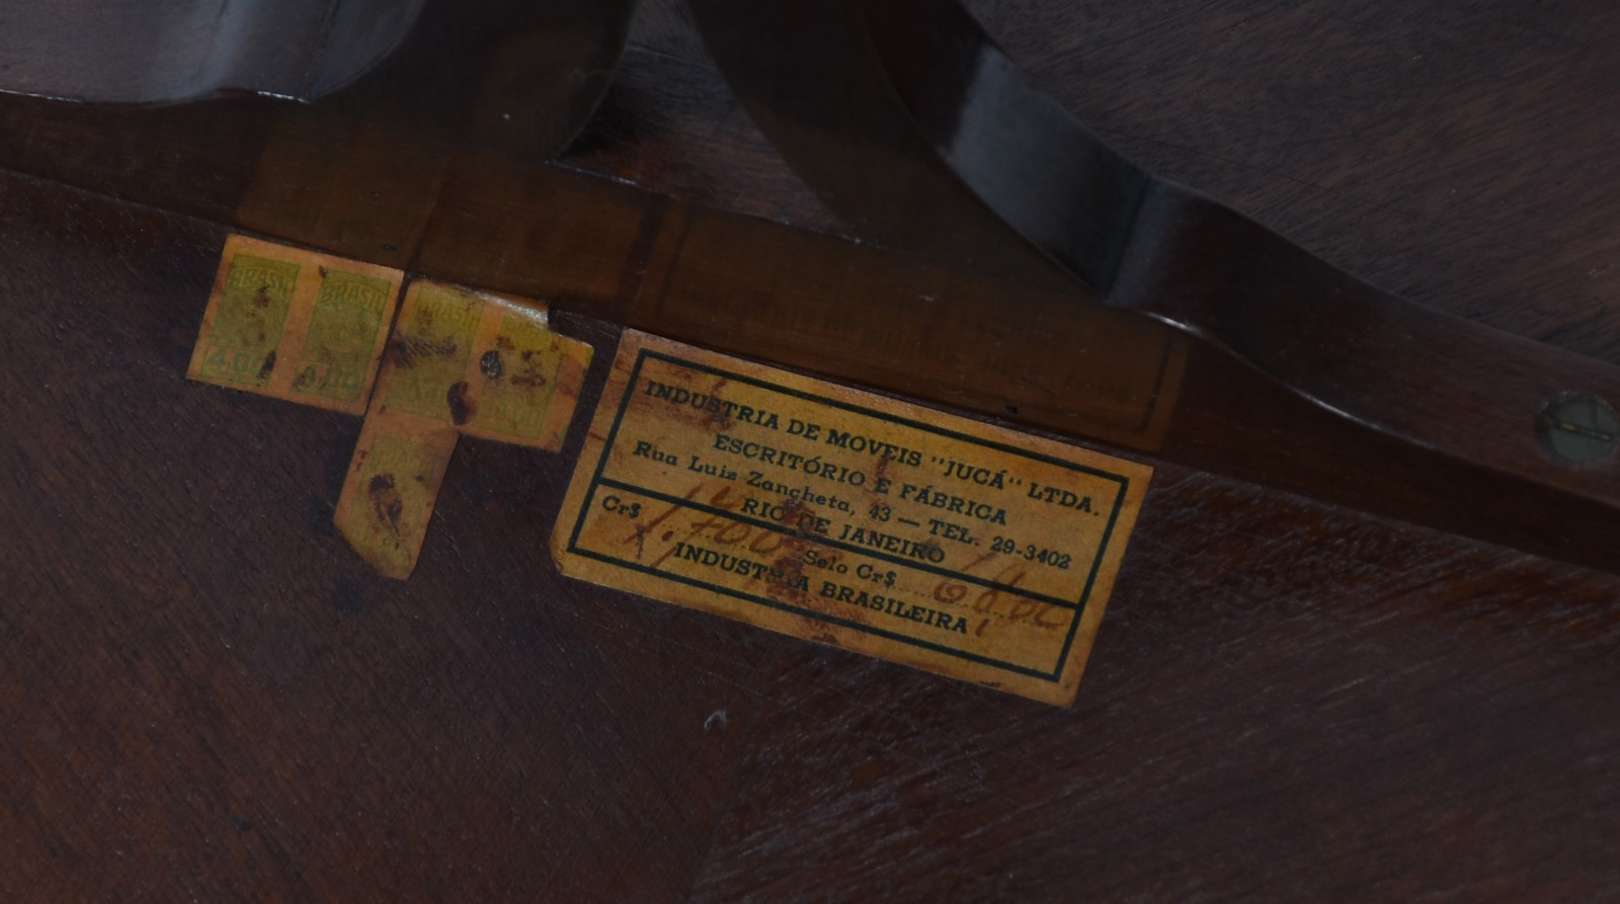 BRASIL
BRASIL
BRASIL
INDUSTRIA DE MOVEIS "JUCÁ" LTDA.
ESCRITÓRIO E FÁBRICA
Rua Luiz Zancheta, 43 — TEL. 29-3402
RIO DE JANEIRO
Cr$ Selo Cr$
INDUSTRIA BRASILEIRA